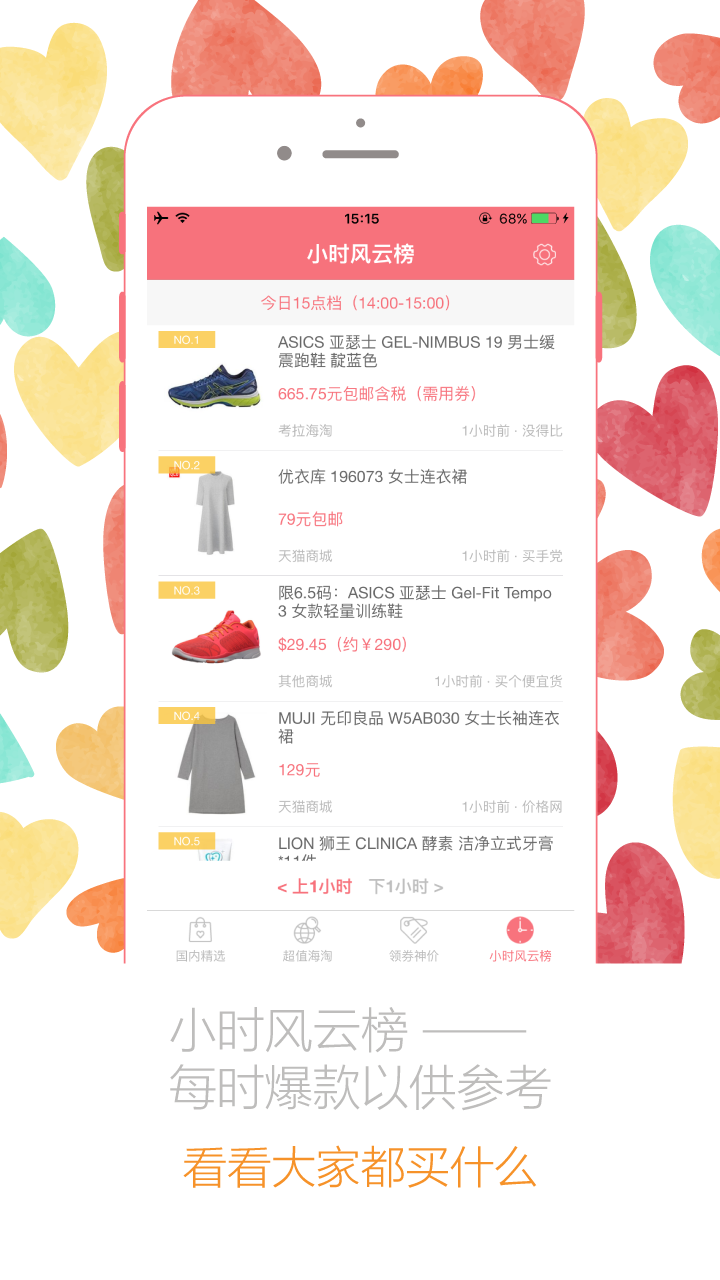 15:15
68%
小时风云榜
今日15点档（14:00-15:00）
NO.1
ASICS 亚瑟士 GEL-NIMBUS 19 男士缓
震跑鞋 靛蓝色
665.75元包邮含税（需用券）
考拉海淘
1小时前 · 没得比
NO.2
优衣库 196073 女士连衣裙
79元包邮
天猫商城
1小时前 · 买手党
NO.3
限6.5码：ASICS 亚瑟士 Gel-Fit Tempo
3 女款轻量训练鞋
$29.45（约￥290）
其他商城
1小时前 · 买个便宜货
NO.4
MUJI 无印良品 W5AB030 女士长袖连衣
裙
129元
天猫商城
1小时前 · 价格网
NO.5
LION 狮王 CLINICA 酵素 洁净立式牙膏
< 上1小时
下1小时 >
国内精选
超值海淘
领券神价
小时风云榜
小时风云榜 ——
每时爆款以供参考
看看大家都买什么